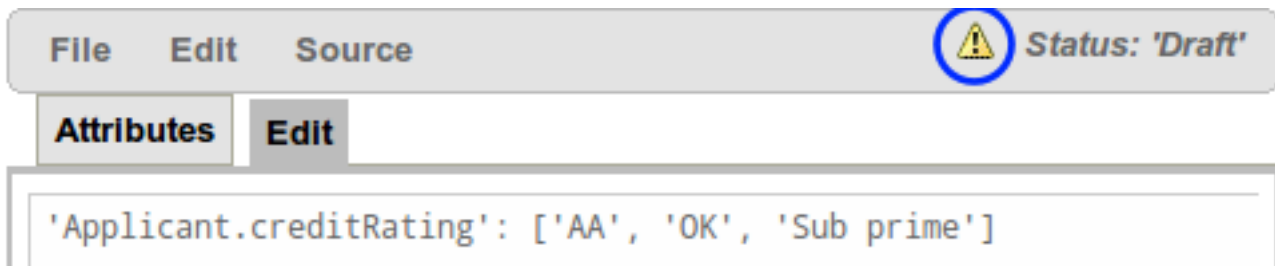 File Edit Source Status: 'Draft'
Attributes Edit
'Applicant.creditRating': ['AA', 'OK', 'Sub prime']